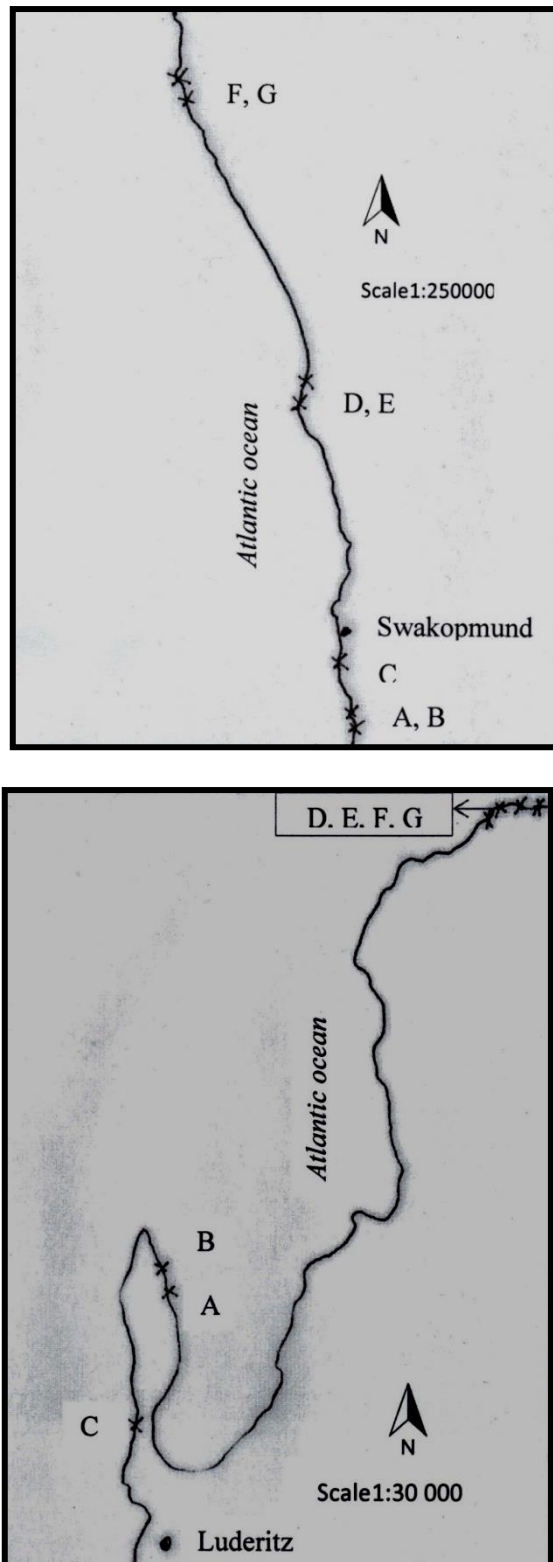 F, G
N
Scale1:250000
D, E
Atlantic ocean
Swakopmund
C
A, B
D. E. F. G
Atlantic ocean
B
A
C
N
Scale1:30 000
Luderitz